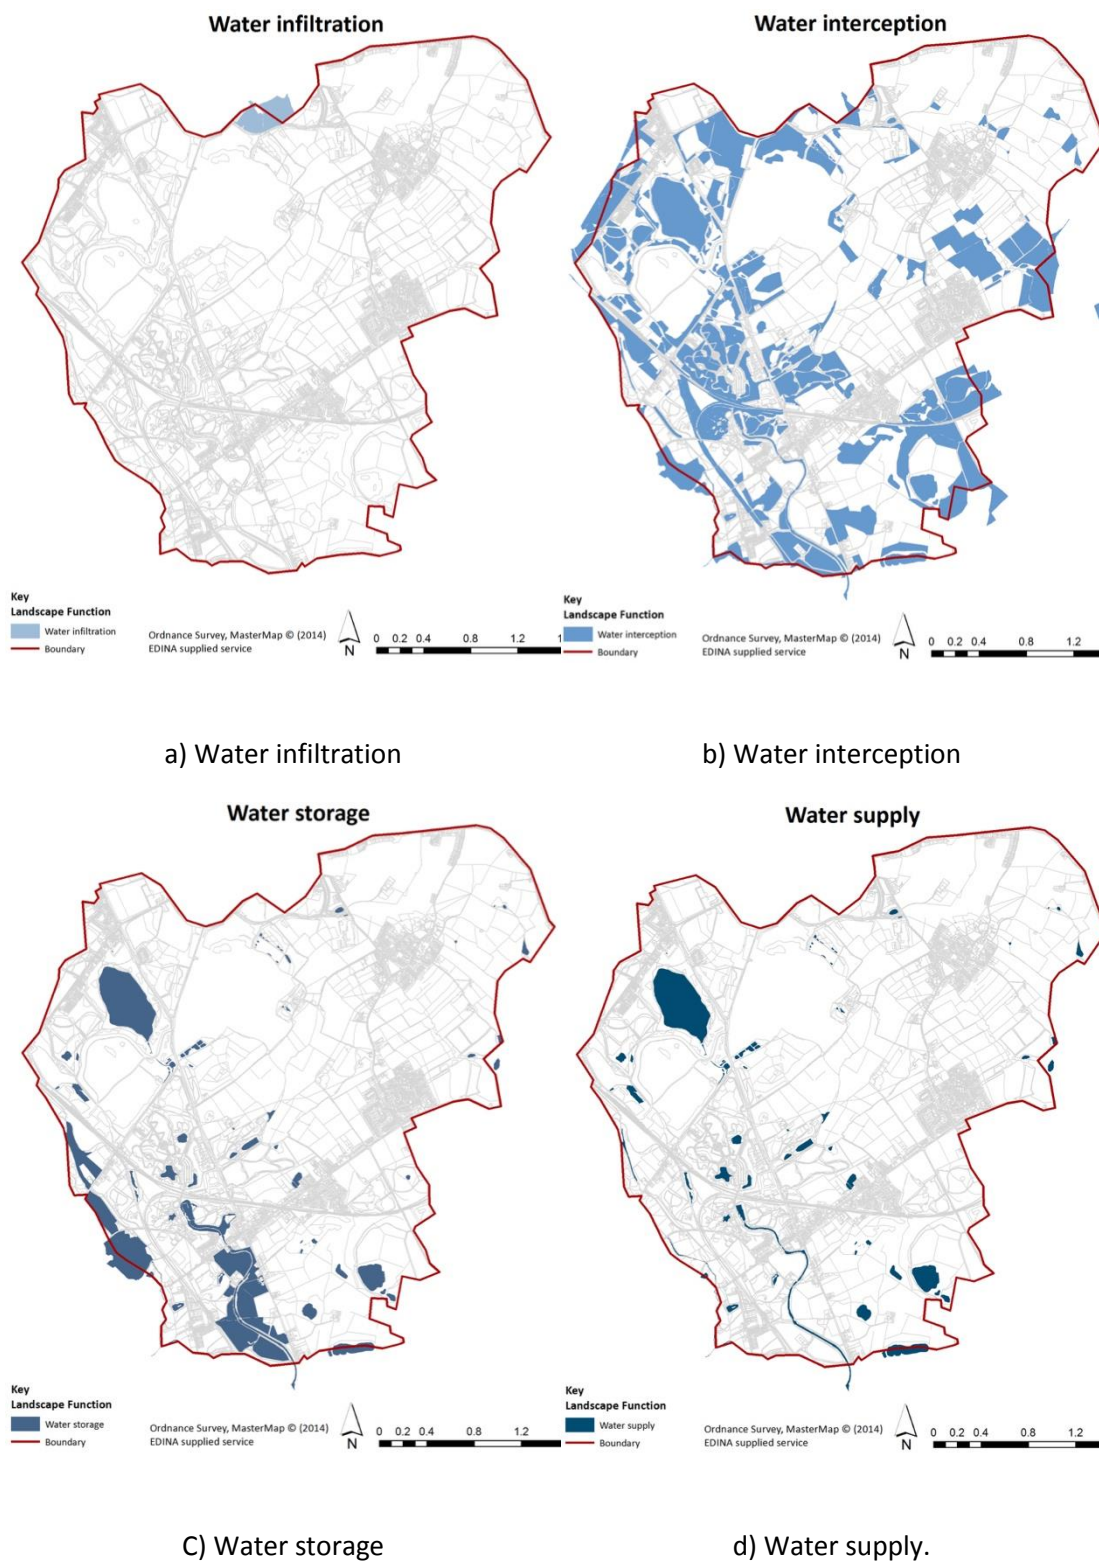 Water infiltration
Water interception
Key
Landscape Function
Water infiltration
Boundary
Ordnance Survey, MasterMap © (2014)
EDINA supplied service
N
0 0.2 0.4 0.8 1.2
Key
Landscape Function
Water interception
Boundary
Ordnance Survey, MasterMap © (2014)
EDINA supplied service
N
0 0.2 0.4 0.8 1.2
a) Water infiltration
b) Water interception
Water storage
Water supply
Key
Landscape Function
Water storage
Boundary
Ordnance Survey, MasterMap © (2014)
EDINA supplied service
N
0 0.2 0.4 0.8 1.2
Key
Landscape Function
Water supply
Boundary
Ordnance Survey, MasterMap © (2014)
EDINA supplied service
N
0 0.2 0.4 0.8 1.2
C) Water storage
d) Water supply.